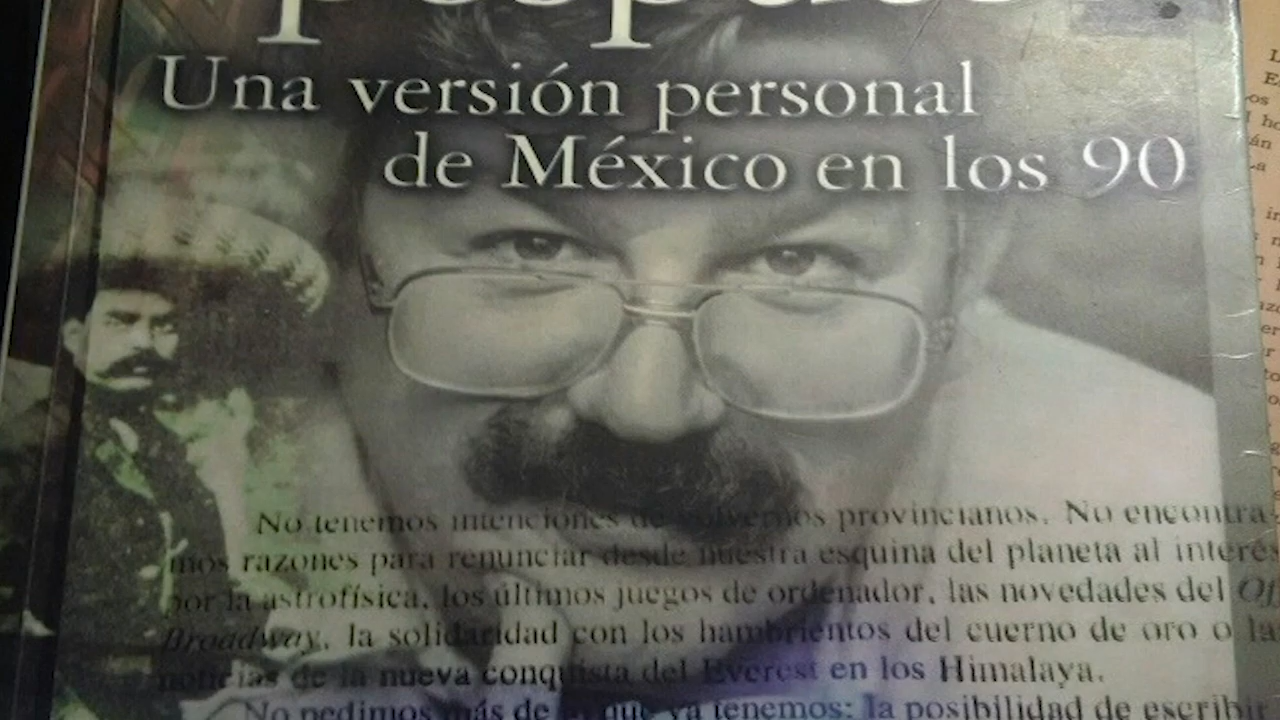 Una versión personal
de México en los 90
No tenemos intenciones de volvernos provincianos. No encontra-
mos razones para renunciar desde nuestra esquina del planeta al interés
por la astrofísica, los últimos juegos de ordenador, las novedades del
Broadway, la solidaridad con los hambrientos del cuerno de oro o la
noticias de la nueva conquista del Everest en los Himalaya.
No pedimos más de lo que ya tenemos: la posibilidad de escribir